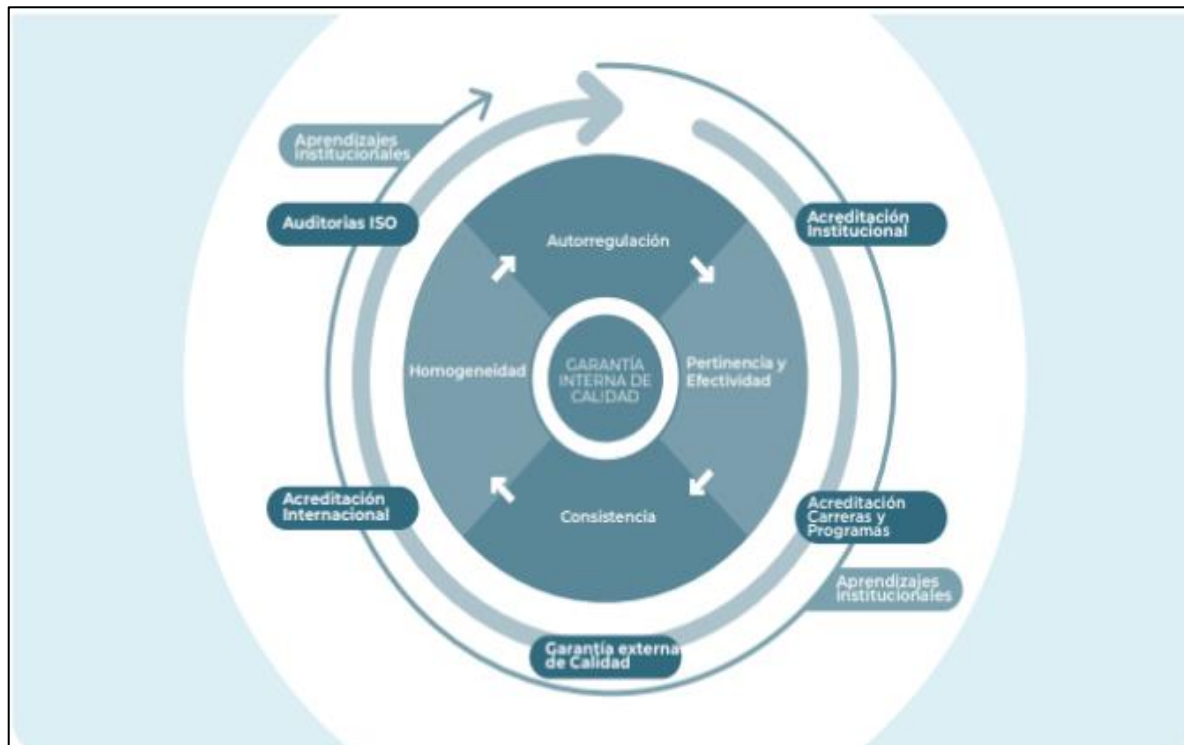 Aprendizajes
institucionales
Auditorias ISO
Acreditación
Institucional
Autorregulación
Homogeneidad
GARANTÍA
INTERNA DE
CALIDAD
Pertinencia y
Efectividad
Consistencia
Acreditación
Internacional
Acreditación
Carreras y
Programas
Aprendizajes
institucionales
Garantía externa
de Calidad